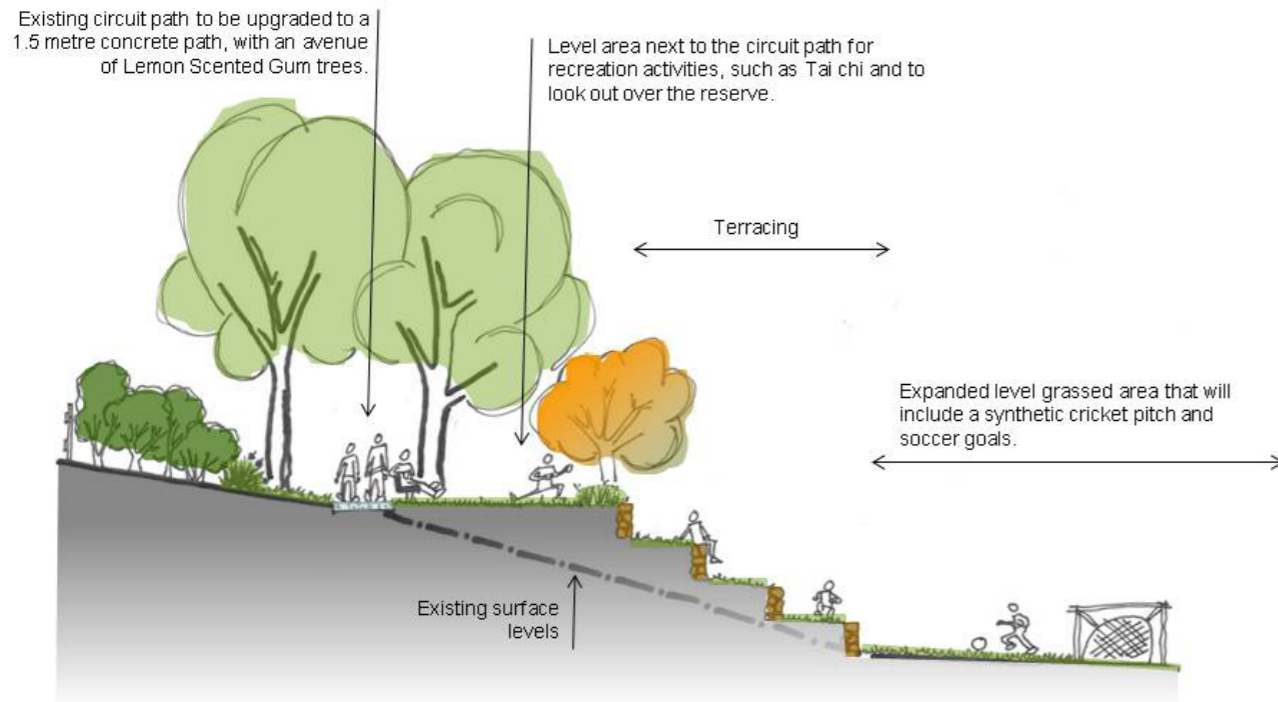 Existing circuit path to be upgraded to a
1.5 metre concrete path, with an avenue
of Lemon Scented Gum trees.
Level area next to the circuit path for
recreation activities, such as Tai chi and to
look out over the reserve.
Terracing
Expanded level grassed area that will
include a synthetic cricket pitch and
soccer goals.
Existing surface
levels